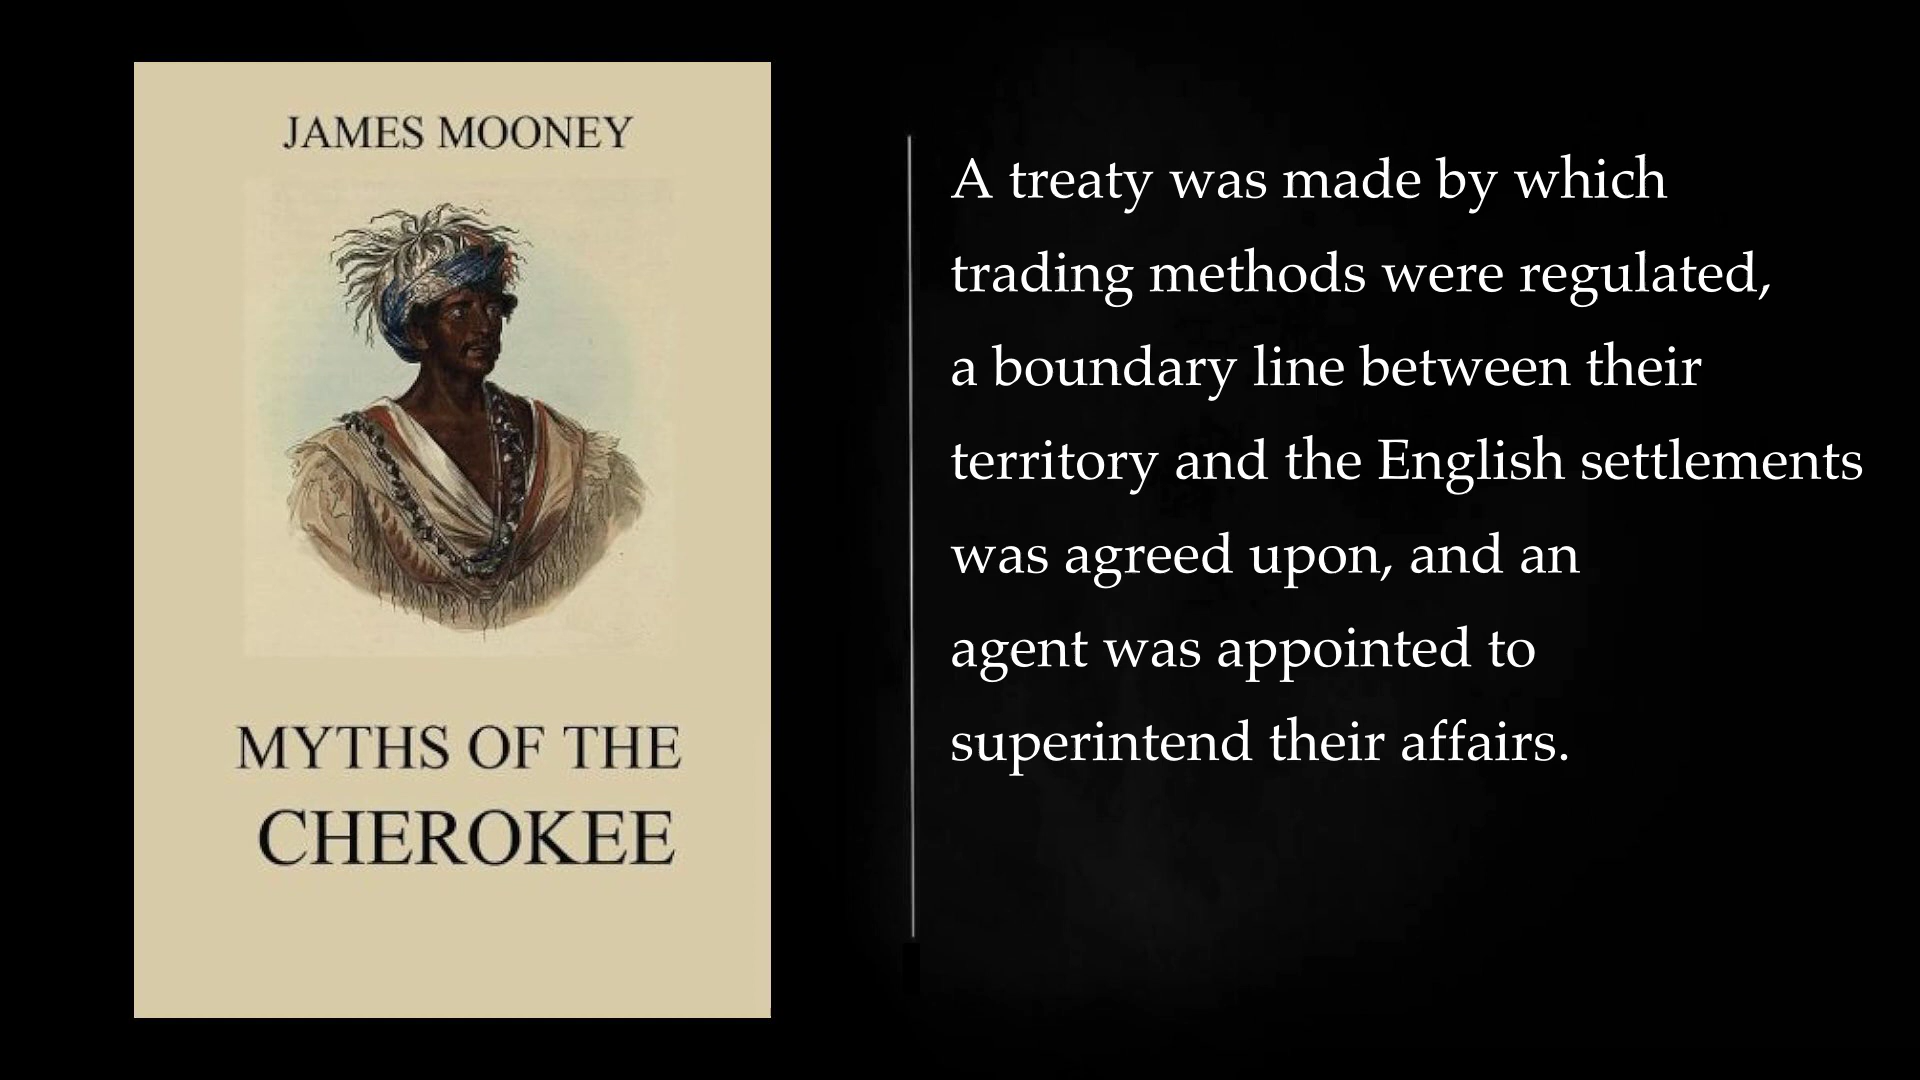 JAMES MOONEY
MYTHS OF THE
CHEROKEE
A treaty was made by which
trading methods were regulated,
a boundary line between their
territory and the English settlements
was agreed upon, and an
agent was appointed to
superintend their affairs.